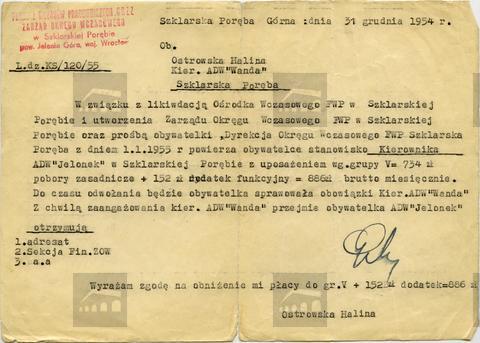 ZARZĄD OKRĘGU WCZASOWEGO
w Szklarskiej Porębie
pow. Jelenia Góra, woj. Wrocław
Szklarska Poręba Górna :dnia 31 grudnia 1954 r.
Ob.
Ostrowska Halina
Kier. ADW"Wanda"
L.dz.KS/120/55
Szklarska Poręba
W związku z likwidacją Ośrodka Wczasowego FWP w Szklarskiej
Porębie i utworzenia Zarządu Okręgu Wczasowego FWP w Szklarskiej
Porębie oraz prośbą obywatelki ,Dyrekcja Okręgu wczasowego FWP Szklarska
Poręba z dniem 1.1.1955 r powierza obywatelce stanowisko Kierownika
ADW"Jelonek" w Szklarskiej Porębie z uposażeniem wg.grupy V= 734 zł
pobory zasadnicze + 152 zł dodatek funkcyjny = 886zł brutto miesięcznie.
Do czasu odwołania będzie obywatelka sprawowała obowiązki Kier.ADW"Wanda"
Z chwilą zaangażowania kier. ADW"Wanda" przejmie obywatelka ADW"Jelonek"
otrzymują
1.adresat
2.Sekcja Fin.ZOW
3. a.a
Wyrażam zgodę na obniżenie mi płacy do gr.V + 152 zł dodatek=886 zł
Ostrowska Halina